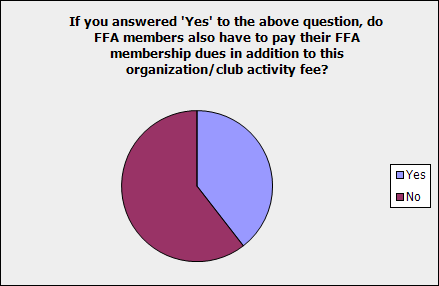 If you answered 'Yes' to the above question, do
FFA members also have to pay their FFA
membership dues in addition to this
organization/club activity fee?
Yes
No